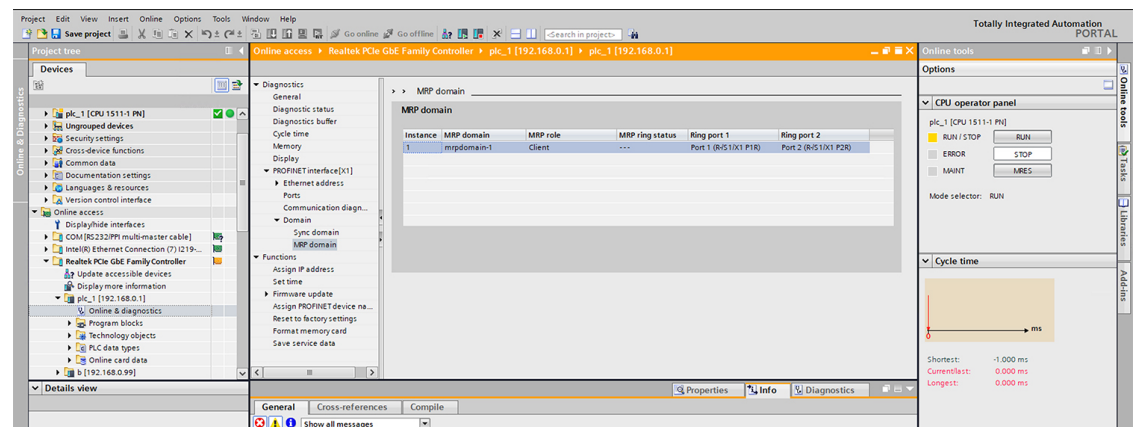 Project Edit View Insert Online Options Tools Window Help
Totally Integrated Automation
PORTAL
Save project Go online Go offline <Search in project>
Project tree
Devices
plc_1 [CPU 1511-1 PN]
Ungrouped devices
Security settings
Cross-device functions
Common data
Documentation settings
Languages & resources
Version control interface
Online access
Display/hide interfaces
COM [RS232/PPI multi-master cable]
Intel(R) Ethernet Connection (7) I219-...
Realtek PCIe GbE Family Controller
Update accessible devices
Display more information
plc_1 [192.168.0.1]
Online & diagnostics
Program blocks
Technology objects
PLC data types
Online card data
b [192.168.0.99]
Details view
Online & Diagnostics
Online access Realtek PCIe GbE Family Controller plc_1 [192.168.0.1] plc_1 [192.168.0.1]
Diagnostics
General
Diagnostic status
Diagnostics buffer
Cycle time
Memory
Display
PROFINET interface [X1]
Ethernet address
Ports
Communication diagn...
Domain
Sync domain
MRP domain
Functions
Assign IP address
Set time
Firmware update
Assign PROFINET device na...
Reset to factory settings
Format memory card
Save service data
> > MRP domain
MRP domain
Instance MRP domain MRP role MRP ring status Ring port 1 Ring port 2
1 mrpdomain-1 Client --- Port 1 (R-/S1/X1 P1R) Port 2 (R-/S1/X1 P2R)
Properties Info Diagnostics
General Cross-references Compile
Show all messages
Online tools
Options
CPU operator panel
plc_1 [CPU 1511-1 PN]
RUN / STOP RUN
ERROR STOP
MAINT MRES
Mode selector: RUN
Cycle time
0
ms
Shortest: -1.000 ms
Current/last: 0.000 ms
Longest: 0.000 ms
Online tools
Tasks
Libraries
Add-ins